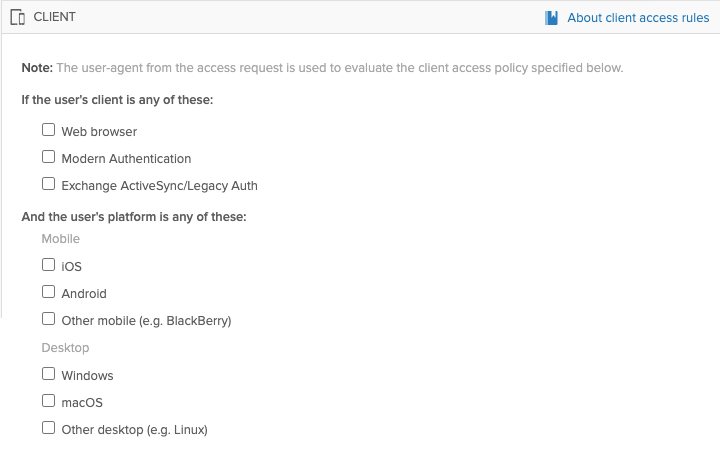 CLIENT
About client access rules
Note: The user-agent from the access request is used to evaluate the client access policy specified below.
If the user's client is any of these:
Web browser
Modern Authentication
Exchange ActiveSync/Legacy Auth
And the user's platform is any of these:
Mobile
iOS
Android
Other mobile (e.g. BlackBerry)
Desktop
Windows
macOS
Other desktop (e.g. Linux)